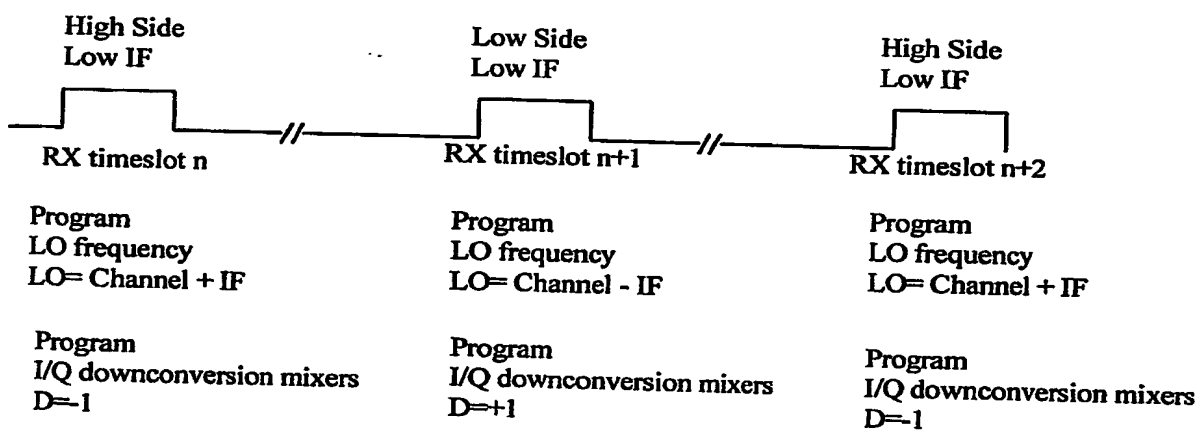 High Side
Low IF
Low Side
Low IF
High Side
Low IF
RX timeslot n
RX timeslot n+1
RX timeslot n+2
Program
LO frequency
LO= Channel + IF
Program
LO frequency
LO= Channel - IF
Program
LO frequency
LO= Channel + IF
Program
I/Q downconversion mixers
D=-1
Program
I/Q downconversion mixers
D=+1
Program
I/Q downconversion mixers
D=-1